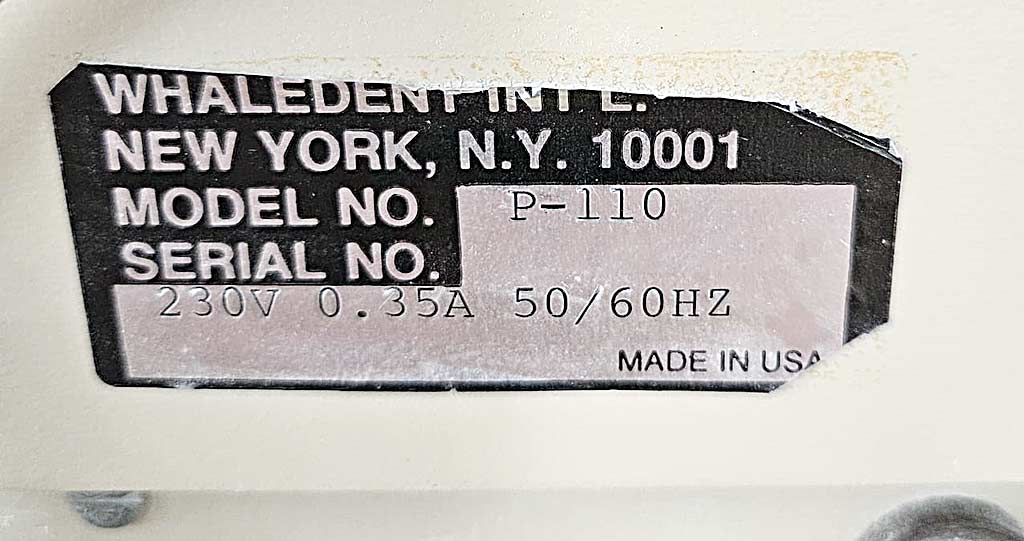 WHALEDENT INT'L.
NEW YORK, N.Y. 10001
MODEL NO. P-110
SERIAL NO.
230V 0.35A 50/60HZ
MADE IN USA